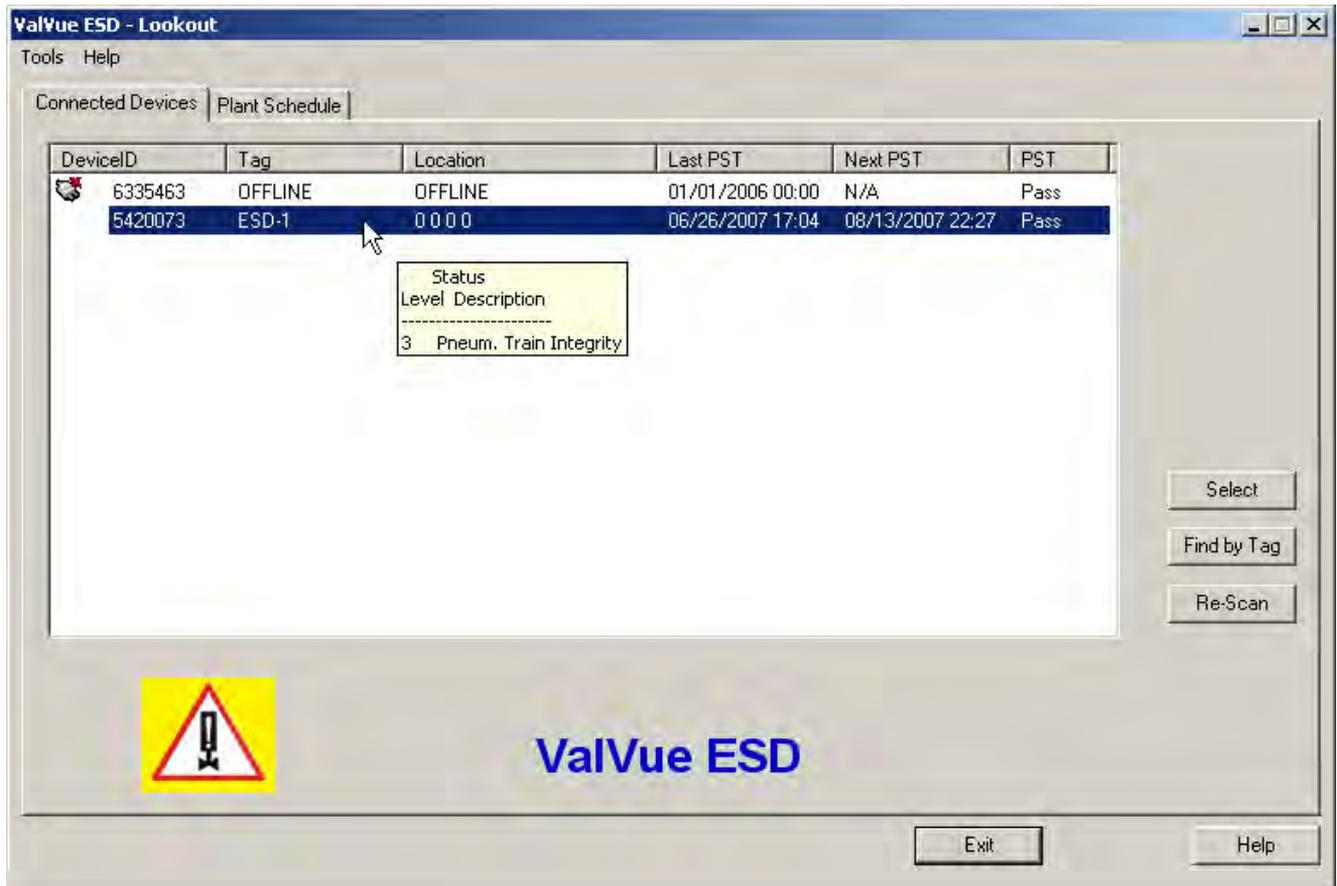 ValVue ESD - Lookout
Tools Help
Connected Devices Plant Schedule
DeviceID Tag Location Last PST Next PST PST
6335463 OFFLINE OFFLINE 01/01/2006 00:00 N/A Pass
5420073 ESD-1 0 0 0 0 06/26/2007 17:04 08/13/2007 22:27 Pass
Status
Level Description
----------------------
3 Pneum. Train Integrity
Select
Find by Tag
Re-Scan
ValVue ESD
Exit Help